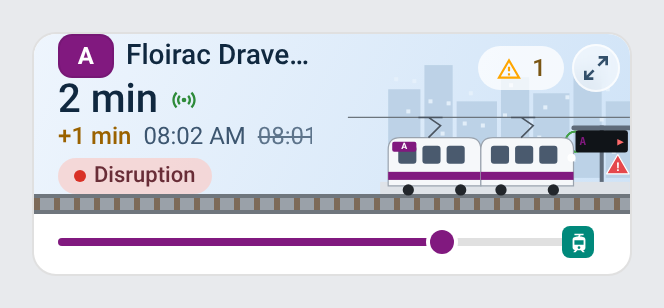 A Floirac Drave…
1
2 min
+1 min 08:02 AM 08:01
Disruption
A
A